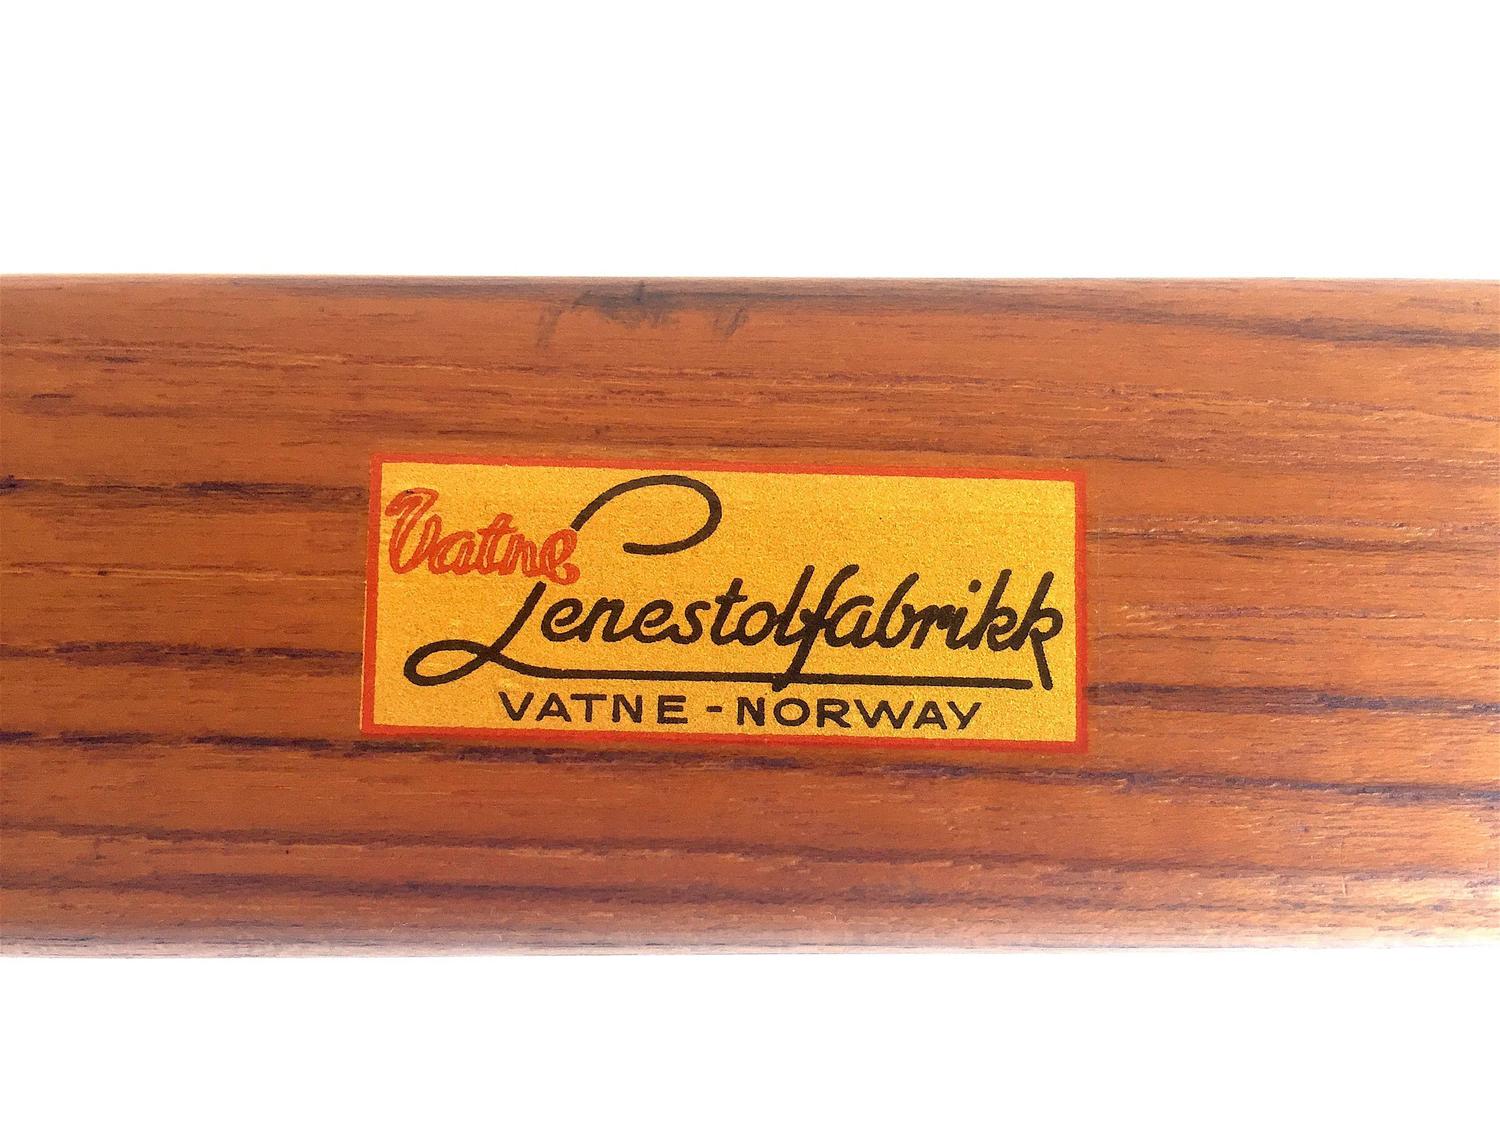 Vatne
Lenestolfabrikk
VATNE - NORWAY